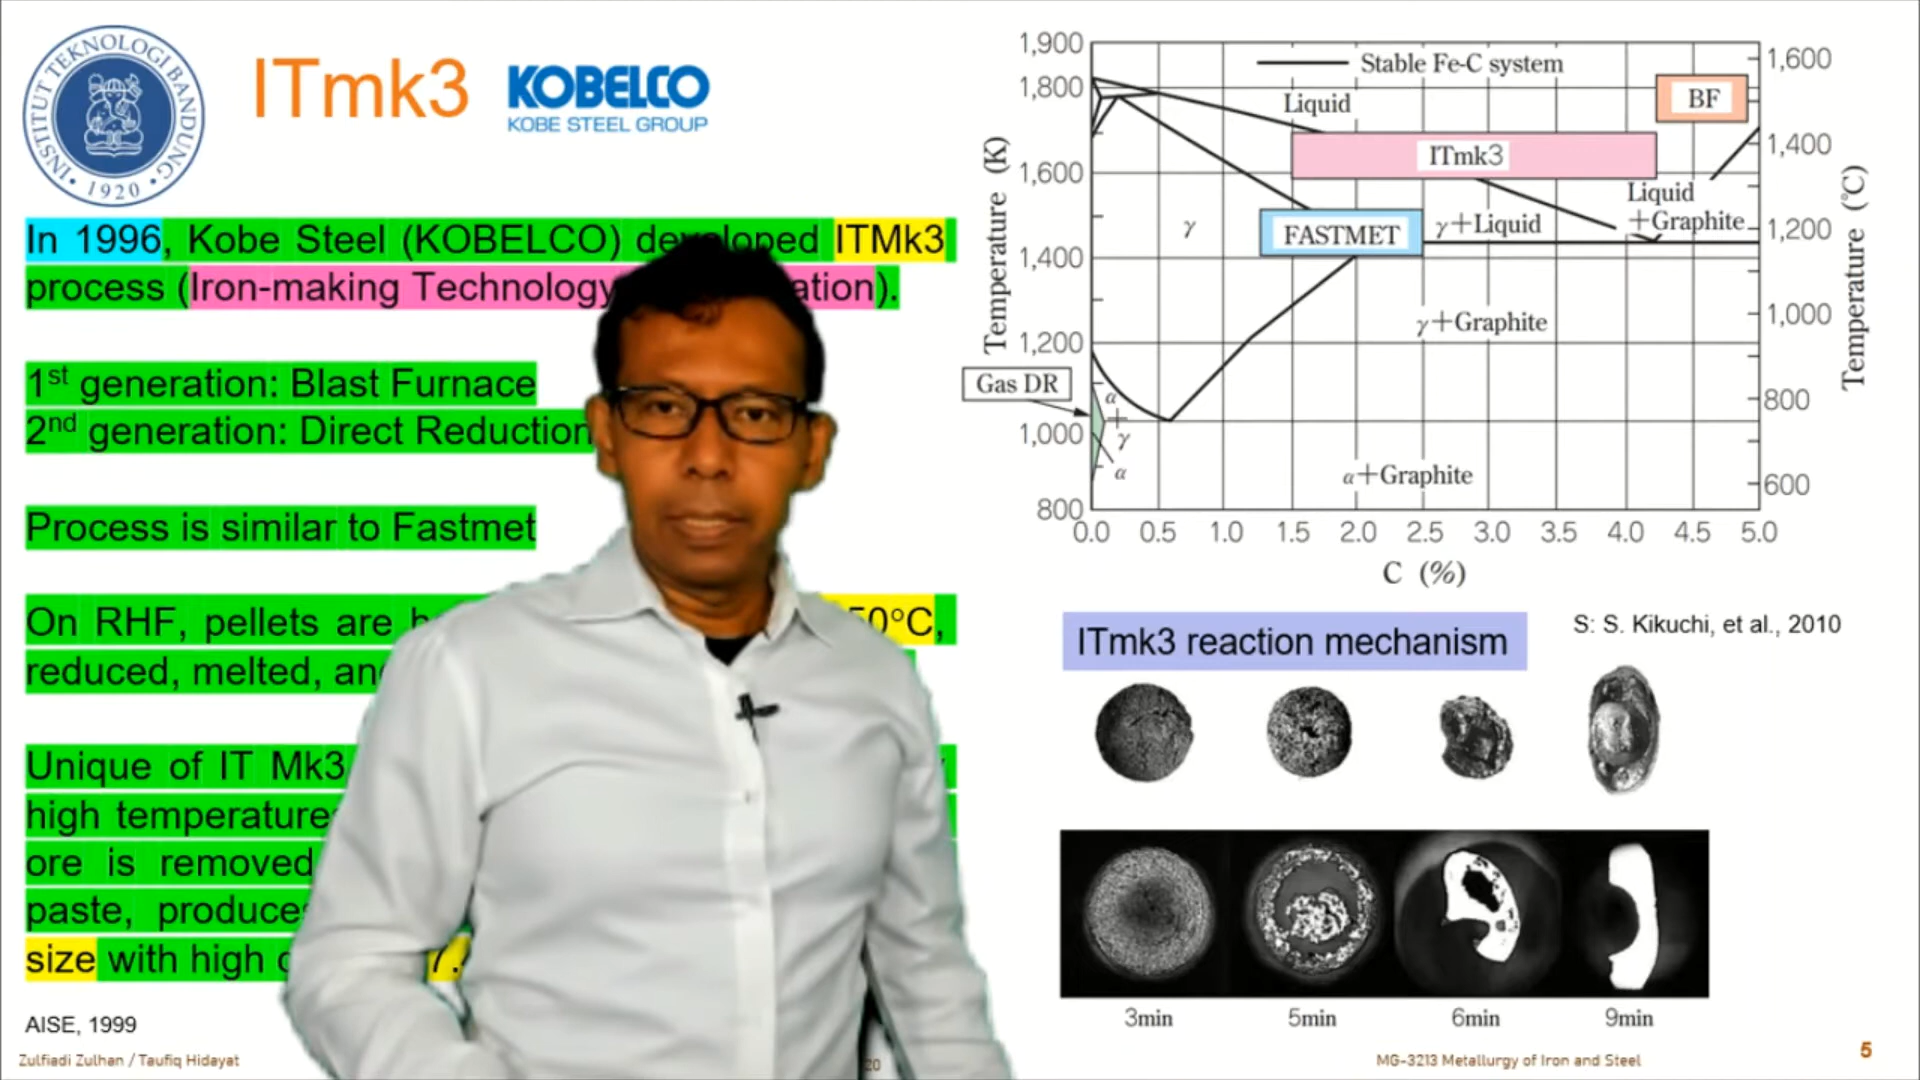 INSTITUT TEKNOLOGI BANDUNG
• 1920 •
ITmk3
KOBELCO
KOBE STEEL GROUP
In 1996, Kobe Steel (KOBELCO) developed ITMk3
process (Iron-making Technology
ation).
1st generation: Blast Furnace
2nd generation: Direct Reduction
Process is similar to Fastmet
On RHF, pellets are
50°C,
reduced, melted,
Unique of IT Mk3
high temperature
ore is removed
paste,
size with high
7.
AISE, 1999
Zulfiadi Zulhan / Taufiq Hidayat
20
1,900
1,800
1,600
1,400
1,200
1,000
800
Temperature (K)
Stable Fe-C system
Liquid
BF
ITmk3
Liquid
+Graphite
γ
FASTMET
γ+Liquid
γ+Graphite
Gas DR
α
+
γ
α
α+Graphite
1,600
1,400
1,200
1,000
800
600
Temperature (℃)
0.0 0.5 1.0 1.5 2.0 2.5 3.0 3.5 4.0 4.5 5.0
C (%)
ITmk3 reaction mechanism
S: S. Kikuchi, et al., 2010
3min 5min 6min 9min
MG-3213 Metallurgy of Iron and Steel
5